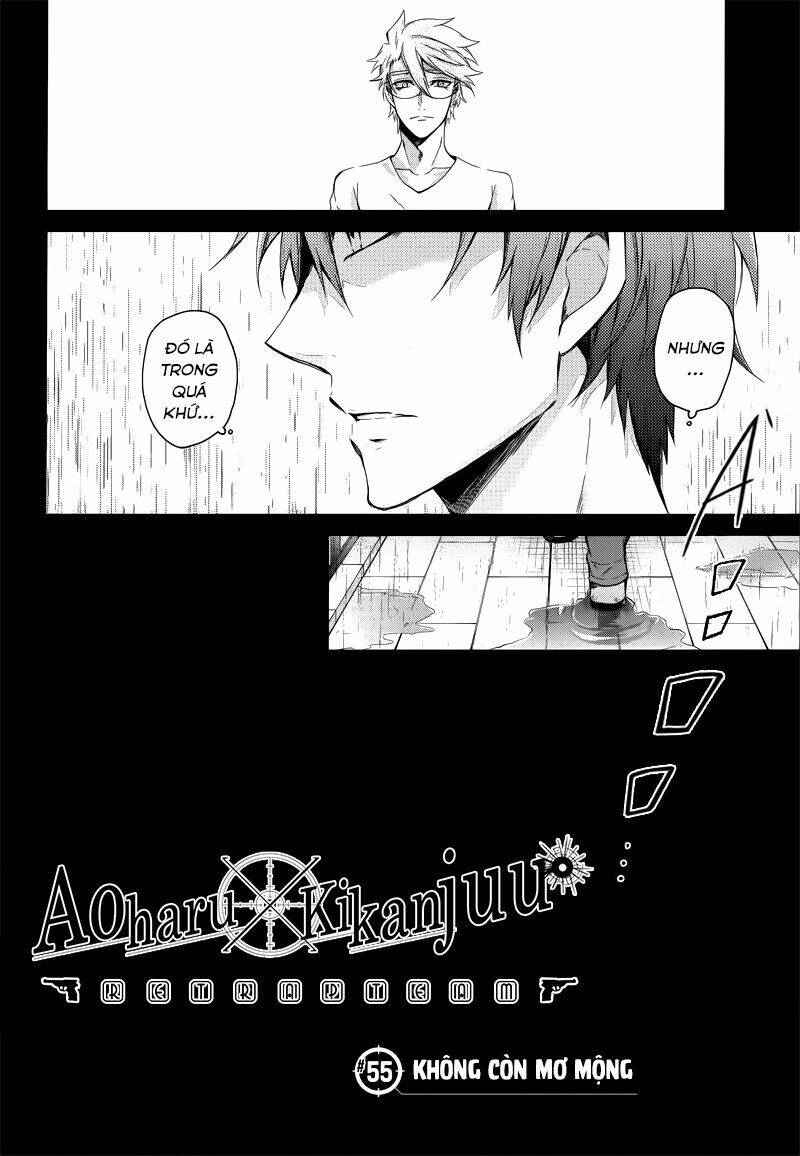 NHƯNG
...
ĐÓ LÀ
TRONG
QUÁ
KHỨ...
Aoharu Kikanjuu
RETRAPTEAM
#55 KHÔNG CÒN MƠ MỘNG